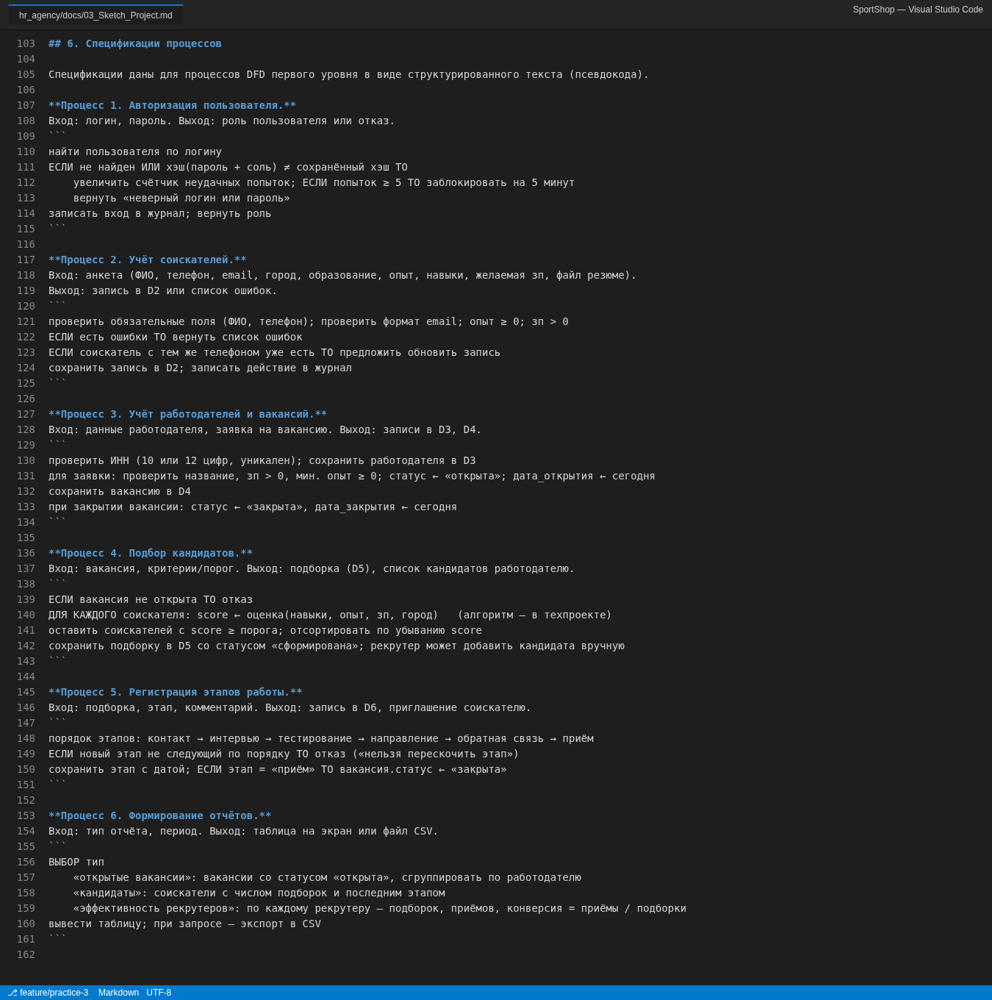 hr_agency/docs/03_Sketch_Project.md
SportShop — Visual Studio Code
103 ## 6. Спецификации процессов
104
105 Спецификации даны для процессов DFD первого уровня в виде структурированного текста (псевдокода).
106
107 **Процесс 1. Авторизация пользователя.**
108 Вход: логин, пароль. Выход: роль пользователя или отказ.
109 ```
110 найти пользователя по логину
111 ЕСЛИ не найден ИЛИ хэш(пароль + соль) ≠ сохранённый хэш ТО
112     увеличить счётчик неудачных попыток; ЕСЛИ попыток ≥ 5 ТО заблокировать на 5 минут
113     вернуть «неверный логин или пароль»
114 записать вход в журнал; вернуть роль
115 ```
116
117 **Процесс 2. Учёт соискателей.**
118 Вход: анкета (ФИО, телефон, email, город, образование, опыт, навыки, желаемая зп, файл резюме).
119 Выход: запись в D2 или список ошибок.
120 ```
121 проверить обязательные поля (ФИО, телефон); проверить формат email; опыт ≥ 0; зп > 0
122 ЕСЛИ есть ошибки ТО вернуть список ошибок
123 ЕСЛИ соискатель с тем же телефоном уже есть ТО предложить обновить запись
124 сохранить запись в D2; записать действие в журнал
125 ```
126
127 **Процесс 3. Учёт работодателей и вакансий.**
128 Вход: данные работодателя, заявка на вакансию. Выход: записи в D3, D4.
129 ```
130 проверить ИНН (10 или 12 цифр, уникален); сохранить работодателя в D3
131 для заявки: проверить название, зп > 0, мин. опыт ≥ 0; статус ← «открыта»; дата_открытия ← сегодня
132 сохранить вакансию в D4
133 при закрытии вакансии: статус ← «закрыта», дата_закрытия ← сегодня
134 ```
135
136 **Процесс 4. Подбор кандидатов.**
137 Вход: вакансия, критерии/порог. Выход: подборка (D5), список кандидатов работодателю.
138 ```
139 ЕСЛИ вакансия не открыта ТО отказ
140 ДЛЯ КАЖДОГО соискателя: score ← оценка(навыки, опыт, зп, город)   (алгоритм — в техпроекте)
141 оставить соискателей с score ≥ порога; отсортировать по убыванию score
142 сохранить подборку в D5 со статусом «сформирована»; рекрутер может добавить кандидата вручную
143 ```
144
145 **Процесс 5. Регистрация этапов работы.**
146 Вход: подборка, этап, комментарий. Выход: запись в D6, приглашение соискателю.
147 ```
148 порядок этапов: контакт → интервью → тестирование → направление → обратная связь → приём
149 ЕСЛИ новый этап не следующий по порядку ТО отказ («нельзя перескочить этап»)
150 сохранить этап с датой; ЕСЛИ этап = «приём» ТО вакансия.статус ← «закрыта»
151 ```
152
153 **Процесс 6. Формирование отчётов.**
154 Вход: тип отчёта, период. Выход: таблица на экран или файл CSV.
155 ```
156 ВЫБОР тип
157     «открытые вакансии»: вакансии со статусом «открыта», сгруппировать по работодателю
158     «кандидаты»: соискатели с числом подборок и последним этапом
159     «эффективность рекрутеров»: по каждому рекрутеру — подборок, приёмов, конверсия = приёмы / подборки
160 вывести таблицу; при запросе — экспорт в CSV
161 ```
162
⎇ feature/practice-3 Markdown UTF-8